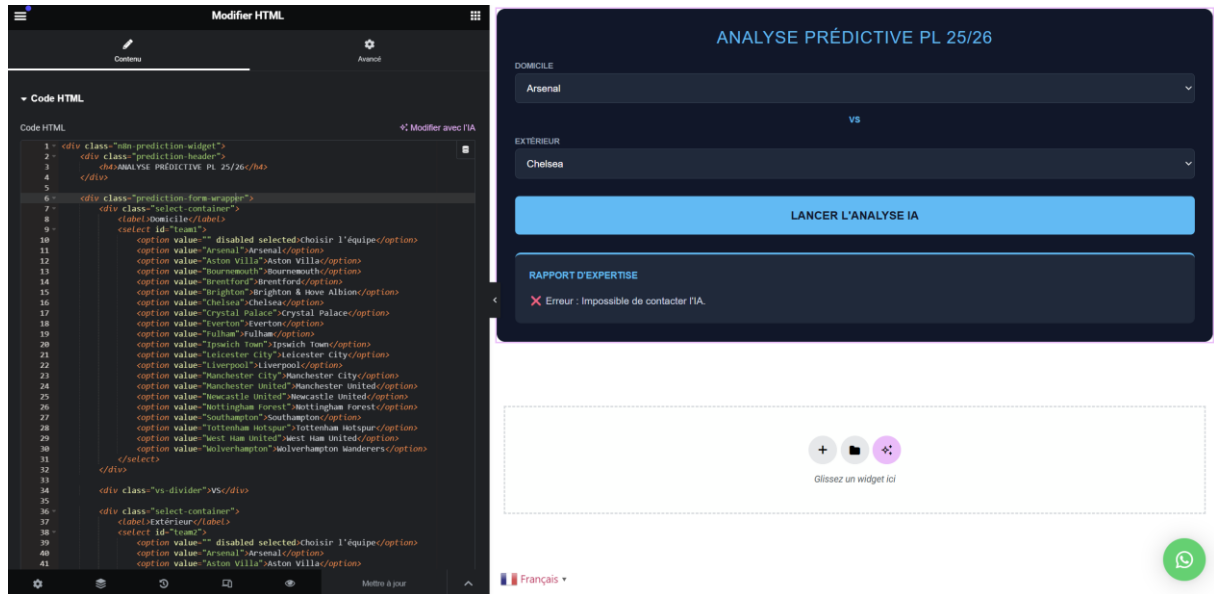 Modifier HTML
Contenu
Avancé
Code HTML
Code HTML
Modifier avec l'IA
1 <div class="n8n-prediction-widget">
2 <div class="prediction-header">
3 <h4>ANALYSE PRÉDICTIVE PL 25/26</h4>
4 </div>
5
6 <div class="prediction-form-wrapper">
7 <div class="select-container">
8 <label>Domicile</label>
9 <select id="team1">
10 <option value="" disabled selected>Choisir l'équipe</option>
11 <option value="Arsenal">Arsenal</option>
12 <option value="Aston Villa">Aston Villa</option>
13 <option value="Bournemouth">Bournemouth</option>
14 <option value="Brentford">Brentford</option>
15 <option value="Brighton">Brighton & Hove Albion</option>
16 <option value="Chelsea">Chelsea</option>
17 <option value="Crystal Palace">Crystal Palace</option>
18 <option value="Everton">Everton</option>
19 <option value="Fulham">Fulham</option>
20 <option value="Ipswich Town">Ipswich Town</option>
21 <option value="Leicester City">Leicester City</option>
22 <option value="Liverpool">Liverpool</option>
23 <option value="Manchester City">Manchester City</option>
24 <option value="Manchester United">Manchester United</option>
25 <option value="Newcastle United">Newcastle United</option>
26 <option value="Nottingham Forest">Nottingham Forest</option>
27 <option value="Southampton">Southampton</option>
28 <option value="Tottenham Hotspur">Tottenham Hotspur</option>
29 <option value="West Ham United">West Ham United</option>
30 <option value="Wolverhampton">Wolverhampton Wanderers</option>
31 </select>
32 </div>
33
34 <div class="vs-divider">VS</div>
35
36 <div class="select-container">
37 <label>Extérieur</label>
38 <select id="team2">
39 <option value="" disabled selected>Choisir l'équipe</option>
40 <option value="Arsenal">Arsenal</option>
41 <option value="Aston Villa">Aston Villa</option>
Mettre à jour
ANALYSE PRÉDICTIVE PL 25/26
DOMICILE
Arsenal
VS
EXTÉRIEUR
Chelsea
LANCER L'ANALYSE IA
RAPPORT D'EXPERTISE
❌ Erreur : Impossible de contacter l'IA.
Glissez un widget ici
Français